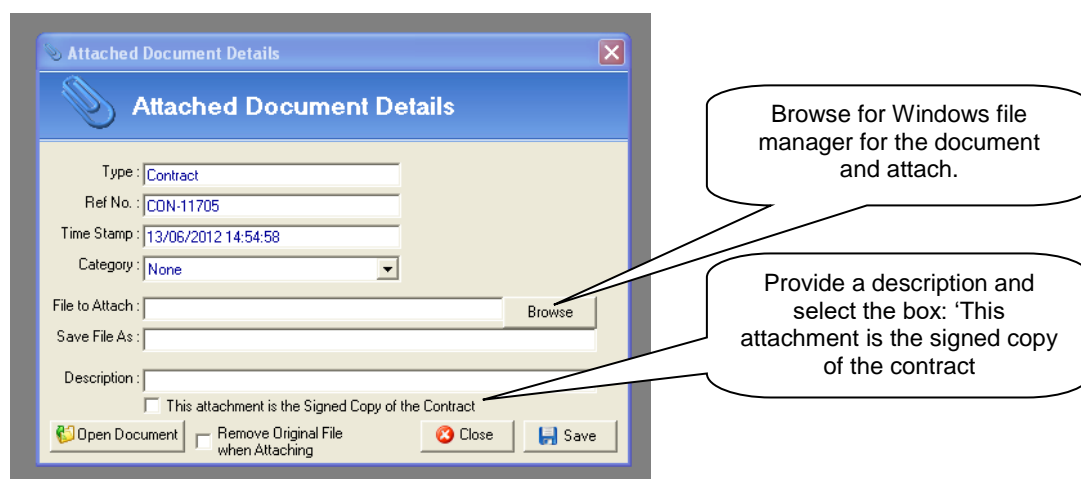 Attached Document Details
Attached Document Details
Type : Contract
Ref No. : CON-11705
Time Stamp : 13/06/2012 14:54:58
Category : None
File to Attach :
Browse
Save File As :
Description :
This attachment is the Signed Copy of the Contract
Open Document
Remove Original File
when Attaching
Close
Save
Browse for Windows file
manager for the document
and attach.
Provide a description and
select the box: ‘This
attachment is the signed copy
of the contract